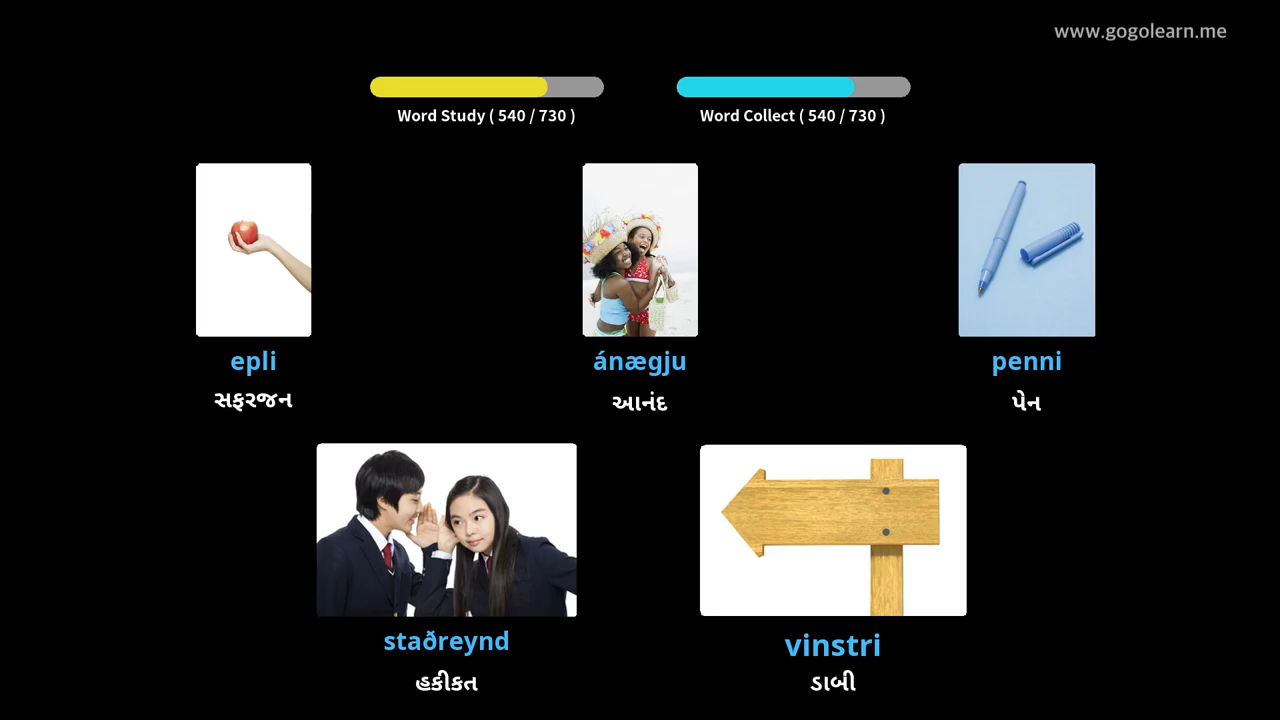 www.gogolearn.me
Word Study ( 540 / 730 )
Word Collect ( 540 / 730 )
epli
સફરજન
ánægju
આનંદ
penni
પેન
staðreynd
હકીકત
vinstri
ડાબી